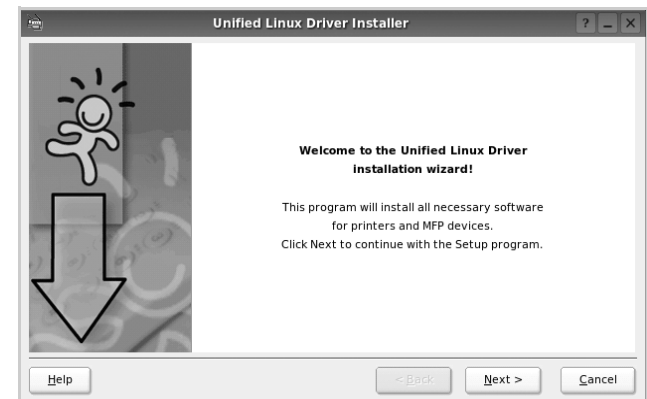 Unified Linux Driver Installer
Welcome to the Unified Linux Driver
installation wizard!
This program will install all necessary software
for printers and MFP devices.
Click Next to continue with the Setup program.
Help
< Back
Next >
Cancel